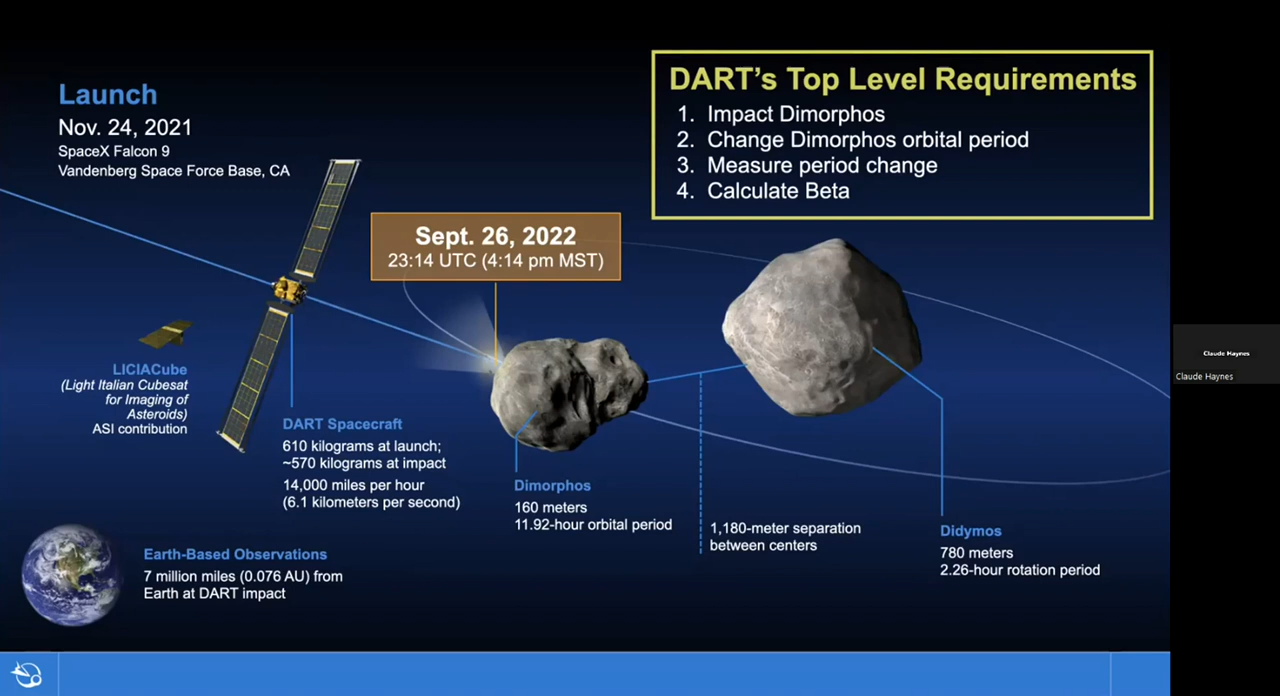 Launch
Nov. 24, 2021
SpaceX Falcon 9
Vandenberg Space Force Base, CA
DART's Top Level Requirements
1. Impact Dimorphos
2. Change Dimorphos orbital period
3. Measure period change
4. Calculate Beta
Sept. 26, 2022
23:14 UTC (4:14 pm MST)
LICIACube
(Light Italian Cubesat
for Imaging of
Asteroids)
ASI contribution
DART Spacecraft
610 kilograms at launch;
~570 kilograms at impact
14,000 miles per hour
(6.1 kilometers per second)
Dimorphos
160 meters
11.92-hour orbital period
1,180-meter separation
between centers
Didymos
780 meters
2.26-hour rotation period
Earth-Based Observations
7 million miles (0.076 AU) from
Earth at DART impact
Claude Haynes
Claude Haynes